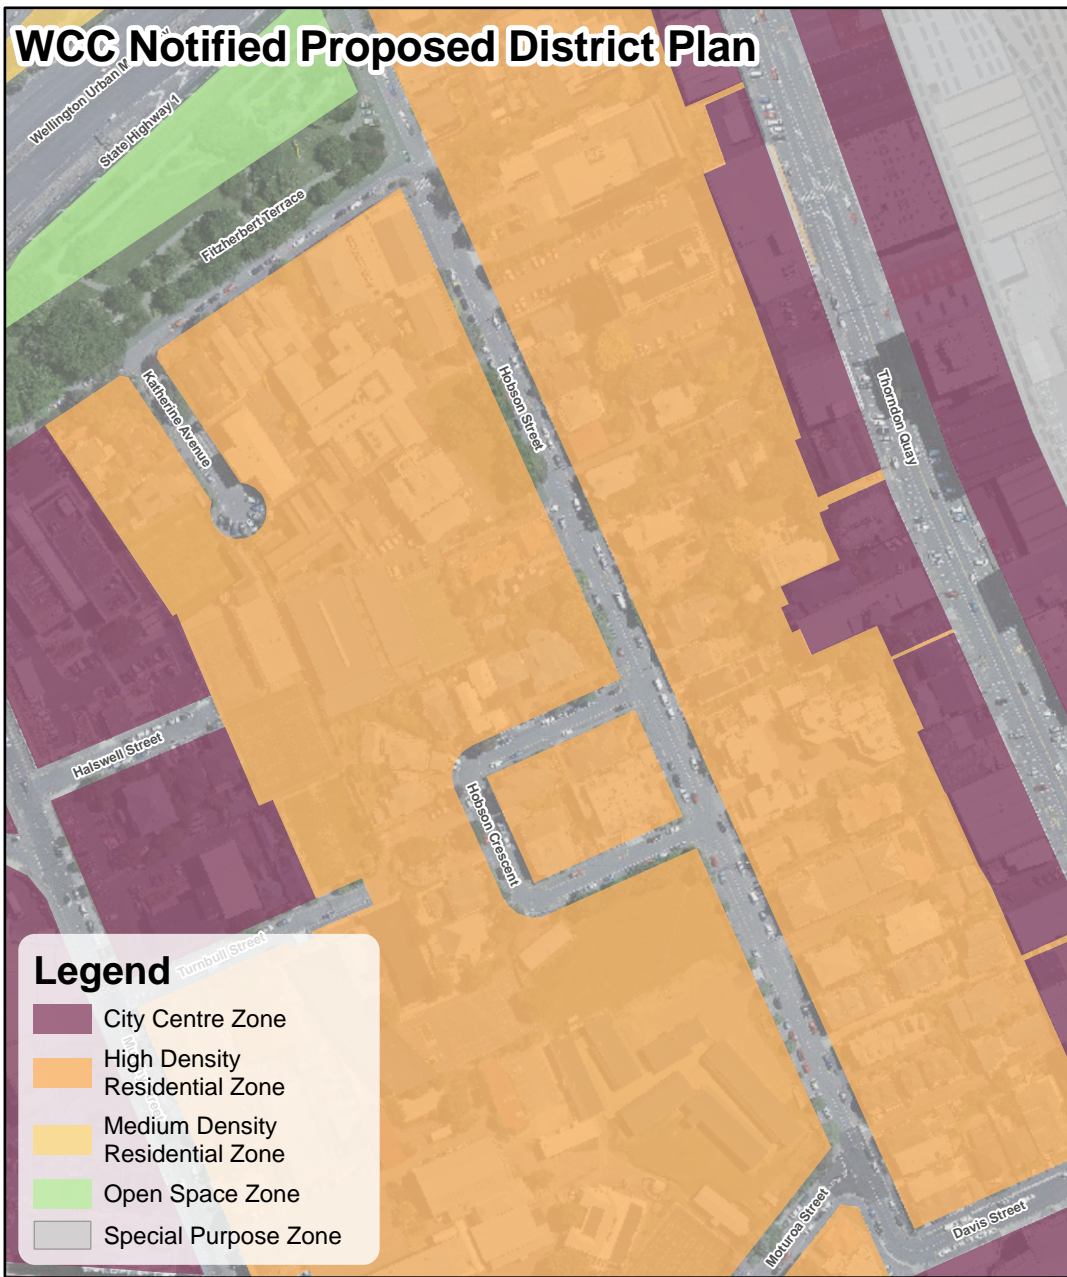 WCC Notified Proposed District Plan
Wellington Urban
State Highway 1
Fitzherbert Terrace
Katherine Avenue
Hobson Street
Thorndon Quay
Halswell Street
Hobson Crescent
Turnbull Street
Legend
City Centre Zone
High Density
Residential Zone
Medium Density
Residential Zone
Open Space Zone
Special Purpose Zone
Moturoa Street
Davis Street